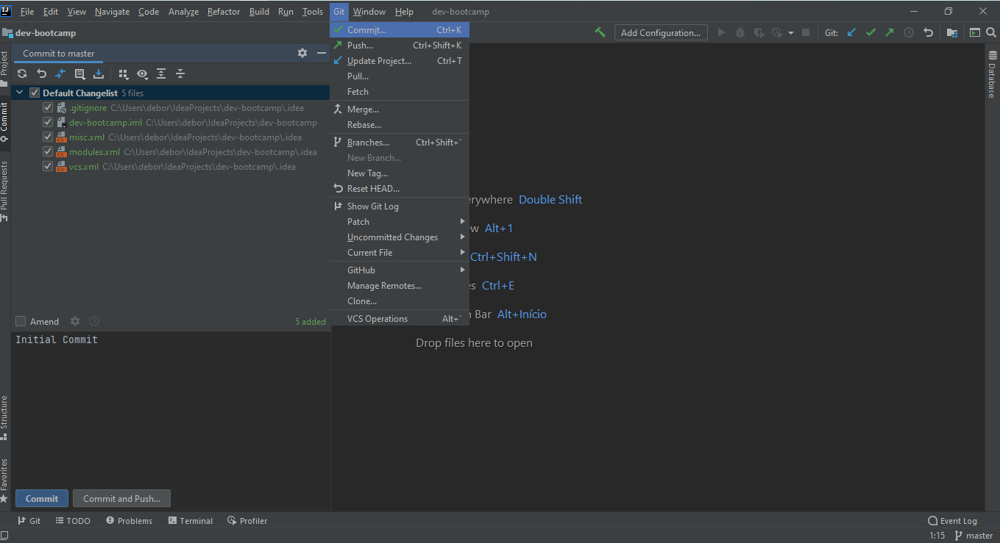 IJ File Edit View Navigate Code Analyze Refactor Build Run Tools Git Window Help dev-bootcamp
dev-bootcamp
Add Configuration...
Git:
Commit to master
Default Changelist 5 files
.gitignore C:\Users\debor\IdeaProjects\dev-bootcamp\.idea
dev-bootcamp.iml C:\Users\debor\IdeaProjects\dev-bootcamp
misc.xml C:\Users\debor\IdeaProjects\dev-bootcamp\.idea
modules.xml C:\Users\debor\IdeaProjects\dev-bootcamp\.idea
vcs.xml C:\Users\debor\IdeaProjects\dev-bootcamp\.idea
Amend
5 added
Initial Commit
Commit
Commit and Push...
Commit... Ctrl+K
Push... Ctrl+Shift+K
Update Project... Ctrl+T
Pull...
Fetch
Merge...
Rebase...
Branches... Ctrl+Shift+`
New Branch...
New Tag...
Reset HEAD...
Show Git Log
Patch
Uncommitted Changes
Current File
GitHub
Manage Remotes...
Clone...
VCS Operations Alt+`
erywhere Double Shift
ew Alt+1
Ctrl+Shift+N
es Ctrl+E
n Bar Alt+Início
Drop files here to open
Project
Commit
Pull Requests
Structure
Favorites
Database
Git TODO Problems Terminal Profiler
Event Log
1:15 master